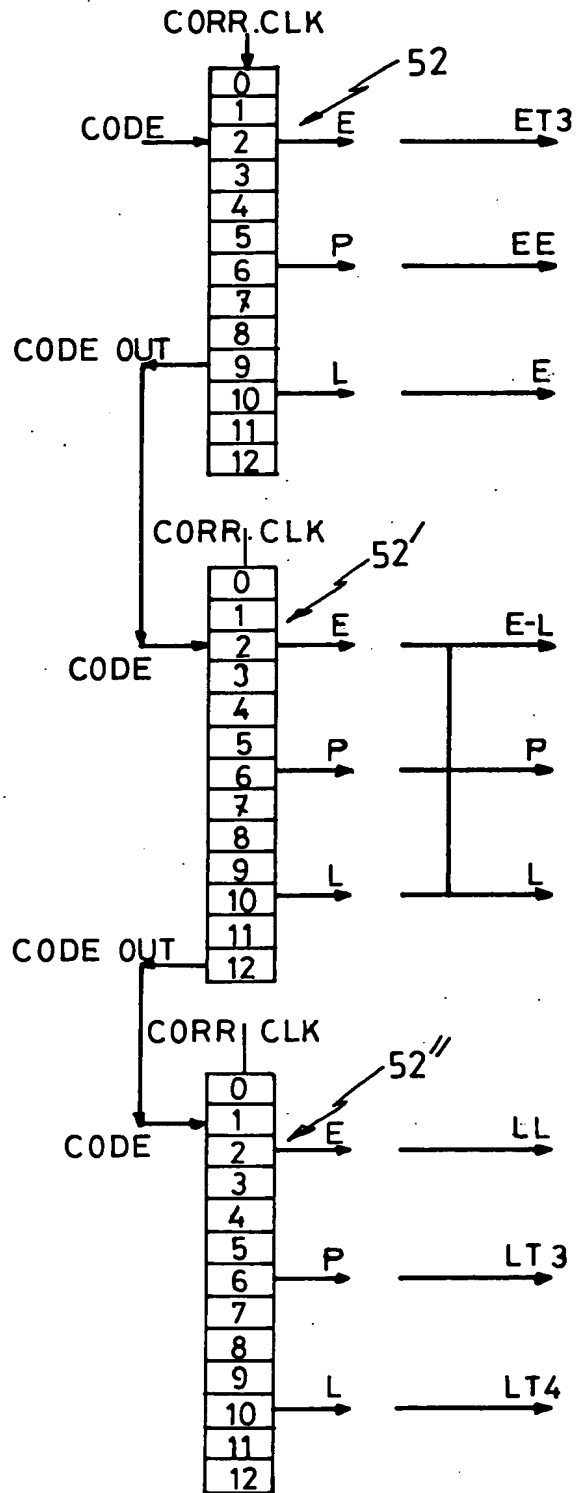 CORR.CLK
52
0
1
CODE 2 E ET3
3
4
5
6 P EE
7
8
CODE OUT 9
10 L E
11
12
CORR.CLK
52′
0
1
CODE 2 E E-L
3
4
5
6 P P
7
8
9
10 L L
11
CODE OUT 12
CORR CLK
52″
0
CODE 1
2 E LL
3
4
5
6 P LT3
7
8
9
10 L LT4
11
12